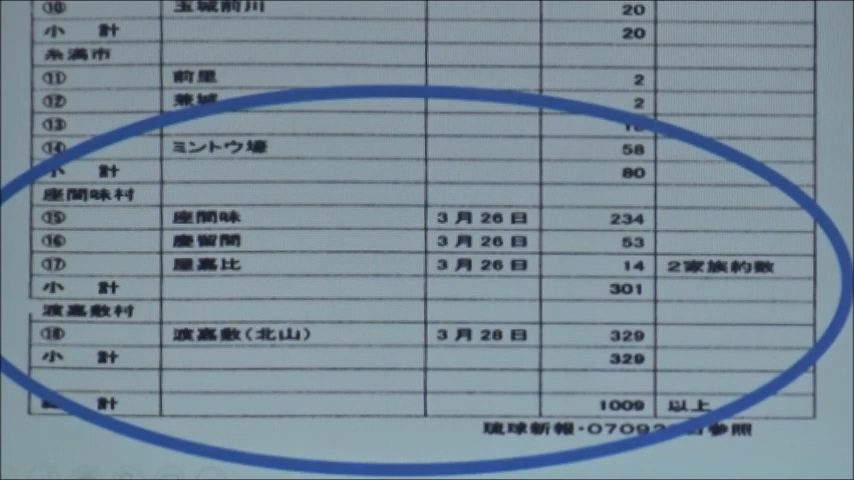 ⑩ 玉城前川 20
小 計 20
糸満市
⑪ 前里 2
⑫ 兼城 2
⑬
⑭ ミントウ壕 58
小 計 80
座間味村
⑮ 座間味 3月26日 234
⑯ 慶留間 3月26日 53
⑰ 屋嘉比 3月26日 14 2家族約数
小 計 301
渡嘉敷村
⑱ 渡嘉敷(北山) 3月28日 329
小 計 329
計 1009 以上
琉球新報・07092 日参照